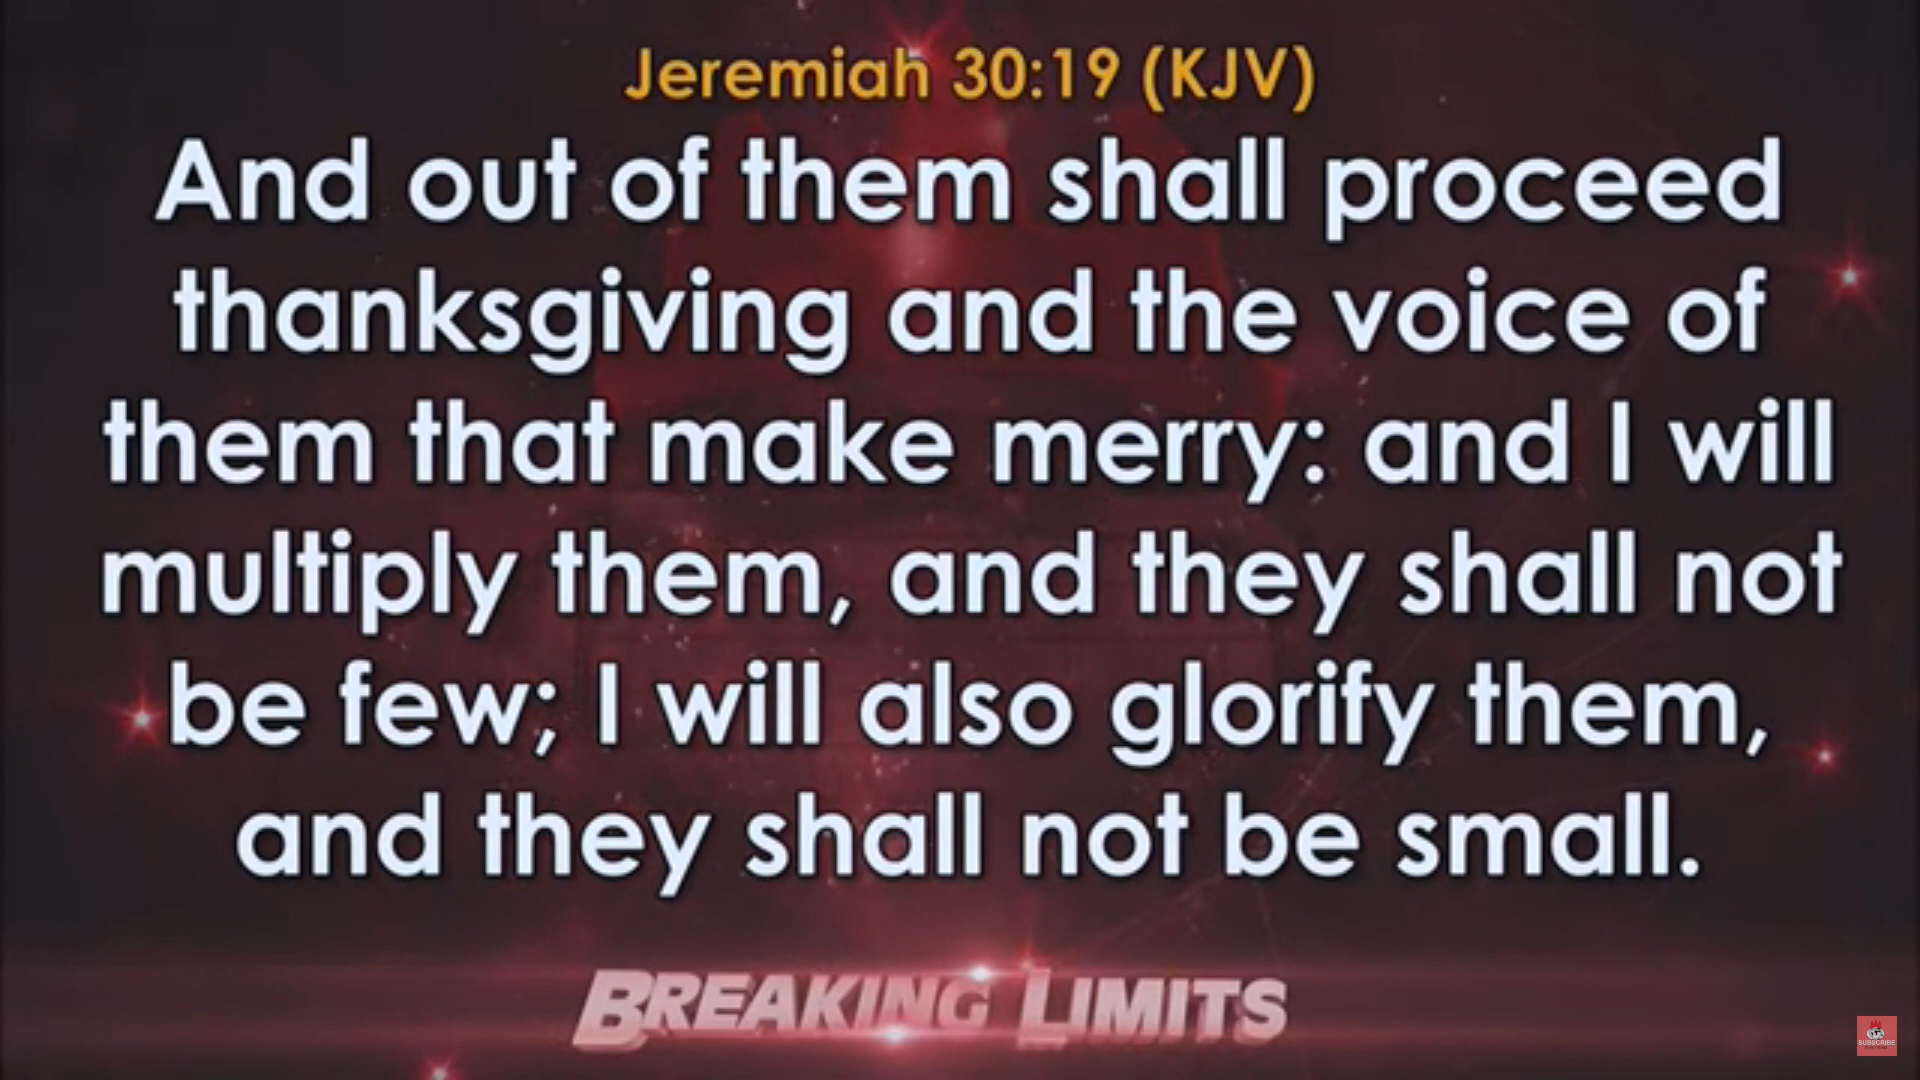 Jeremiah 30:19 (KJV)
And out of them shall proceed
thanksgiving and the voice of
them that make merry: and I will
multiply them, and they shall not
be few; I will also glorify them,
and they shall not be small.
BREAKING LIMITS
SUBSCRIBE